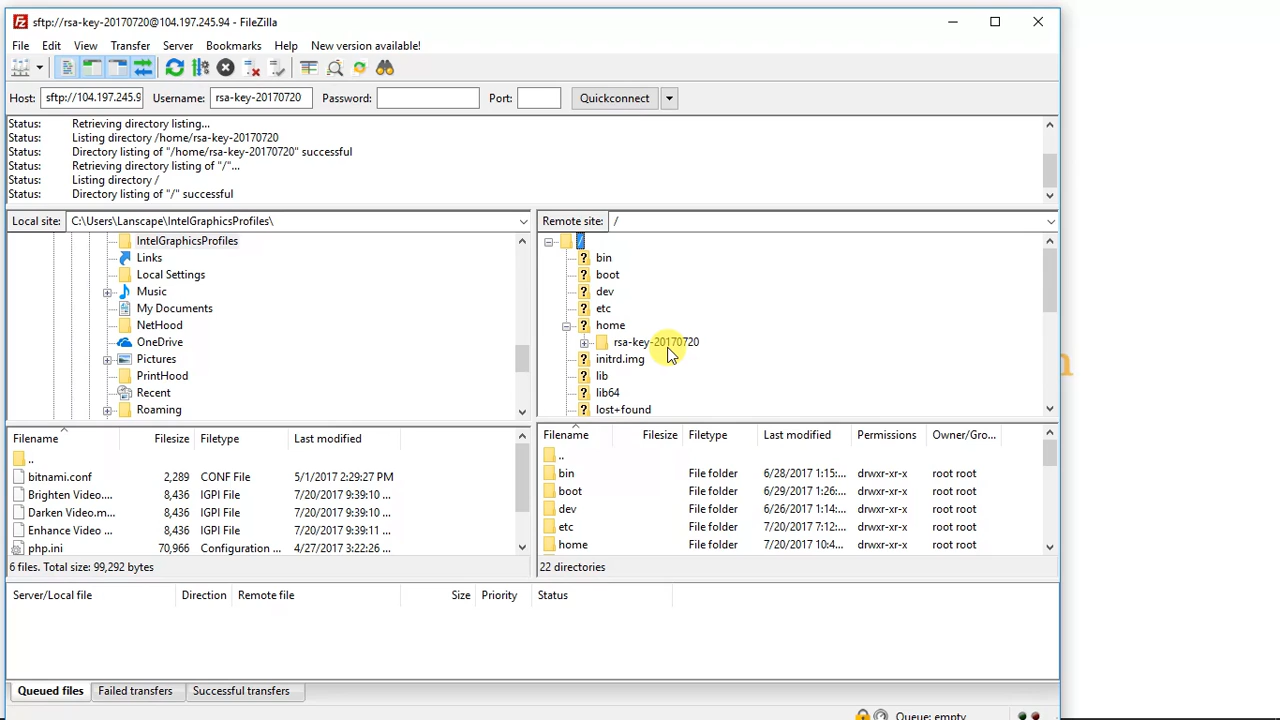 sftp://rsa-key-20170720@104.197.245.94 - FileZilla
File Edit View Transfer Server Bookmarks Help New version available!
Host: sftp://104.197.245.9 Username: rsa-key-20170720 Password: Port: Quickconnect
Status: Retrieving directory listing...
Status: Listing directory /home/rsa-key-20170720
Status: Directory listing of "/home/rsa-key-20170720" successful
Status: Retrieving directory listing of "/"...
Status: Listing directory /
Status: Directory listing of "/" successful
Local site: C:\Users\Lanscape\IntelGraphicsProfiles\
IntelGraphicsProfiles
Links
Local Settings
Music
My Documents
NetHood
OneDrive
Pictures
PrintHood
Recent
Roaming
Remote site: /
/
bin
boot
dev
etc
home
rsa-key-20170720
initrd.img
lib
lib64
lost+found
Filename Filesize Filetype Last modified
..
bitnami.conf 2,289 CONF File 5/1/2017 2:29:27 PM
Brighten Video.... 8,436 IGPI File 7/20/2017 9:39:10 ...
Darken Video.m... 8,436 IGPI File 7/20/2017 9:39:10 ...
Enhance Video ... 8,436 IGPI File 7/20/2017 9:39:11 ...
php.ini 70,966 Configuration ... 4/27/2017 3:22:26 ...
6 files. Total size: 99,292 bytes
Filename Filesize Filetype Last modified Permissions Owner/Gro...
..
bin File folder 6/28/2017 1:15:... drwxr-xr-x root root
boot File folder 6/29/2017 1:26:... drwxr-xr-x root root
dev File folder 6/26/2017 1:14:... drwxr-xr-x root root
etc File folder 7/20/2017 7:12:... drwxr-xr-x root root
home File folder 7/20/2017 10:4... drwxr-xr-x root root
22 directories
Server/Local file Direction Remote file Size Priority Status
Queued files Failed transfers Successful transfers
Queue: empty